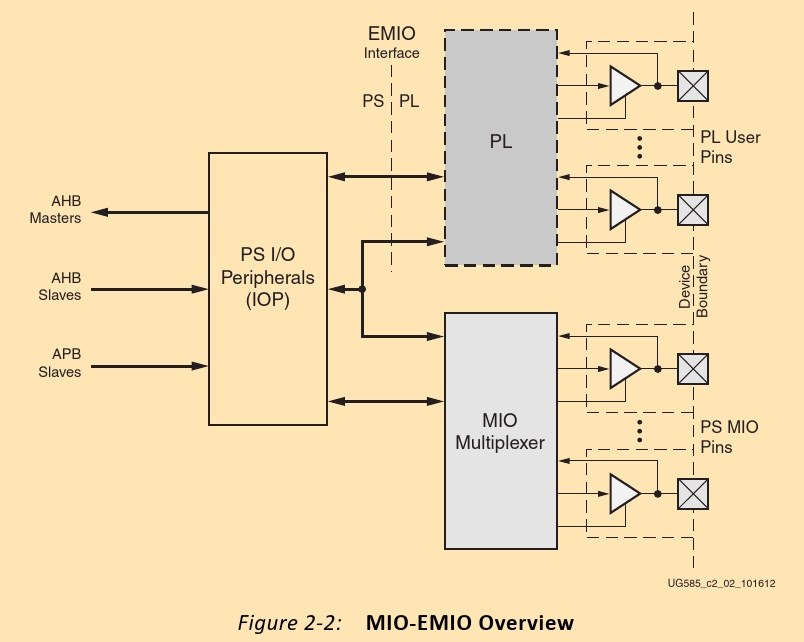 EMIO
Interface
PS PL
PL
PL User
Pins
AHB
Masters
PS I/O
Peripherals
(IOP)
AHB
Slaves
APB
Slaves
Device
Boundary
MIO
Multiplexer
PS MIO
Pins
UG585_c2_02_101612
Figure 2-2: MIO-EMIO Overview